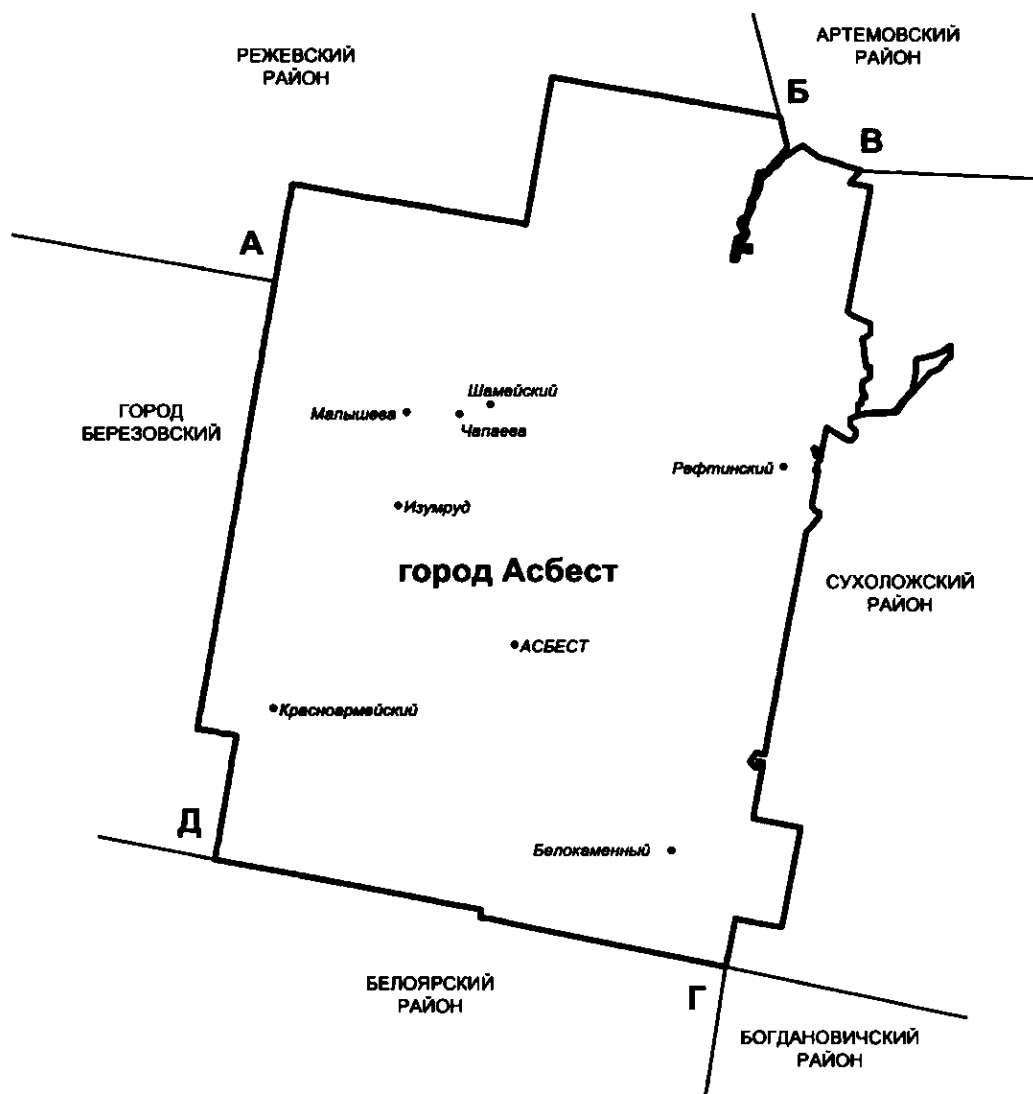 РЕЖЕВСКИЙ
РАЙОН
АРТЕМОВСКИЙ
РАЙОН
Б
В
А
ГОРОД
БЕРЕЗОВСКИЙ
Шамейский
Малышева
Чапаева
Рефтинский
Изумруд
город Асбест
СУХОЛОЖСКИЙ
РАЙОН
АСБЕСТ
Красноармейский
Д
Белокаменный
БЕЛОЯРСКИЙ
РАЙОН
Г
БОГДАНОВИЧСКИЙ
РАЙОН